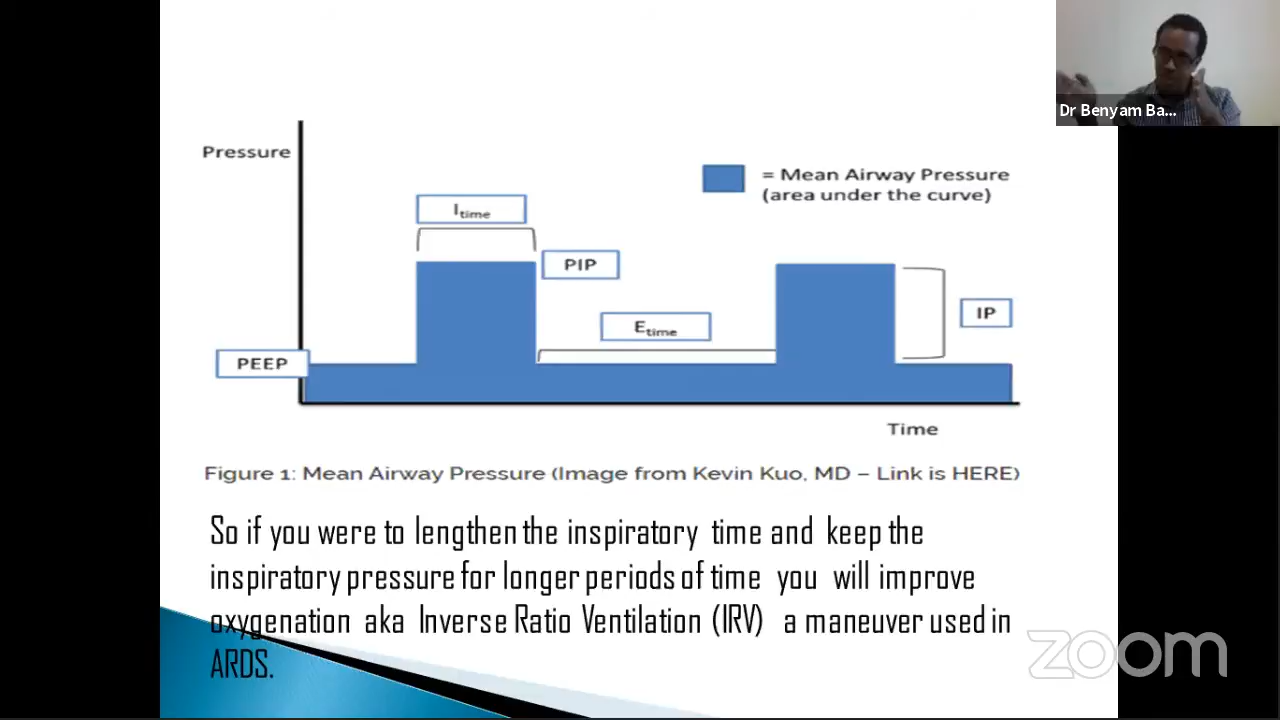 Dr Benyam Ba...
Pressure
= Mean Airway Pressure
(area under the curve)
Itime
PIP
IP
Etime
PEEP
Time
Figure 1: Mean Airway Pressure (Image from Kevin Kuo, MD – Link is HERE)
So if you were to lengthen the inspiratory time and keep the
inspiratory pressure for longer periods of time you will improve
oxygenation aka Inverse Ratio Ventilation (IRV) a maneuver used in
ARDS.
zoom